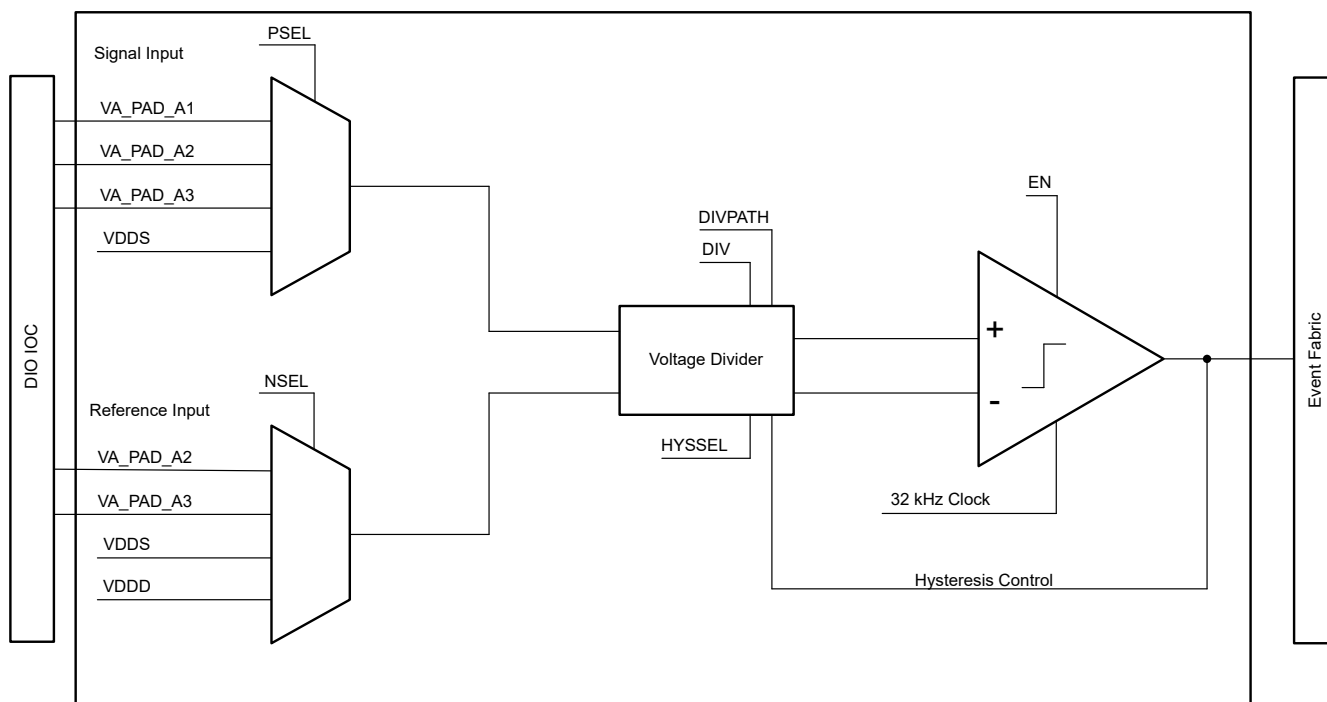 PSEL
Signal Input
VA_PAD_A1
VA_PAD_A2
VA_PAD_A3
VDDS
DIO IOC
NSEL
Reference Input
VA_PAD_A2
VA_PAD_A3
VDDS
VDDD
DIVPATH
DIV
Voltage Divider
HYSSEL
EN
+
-
32 kHz Clock
Hysteresis Control
Event Fabric